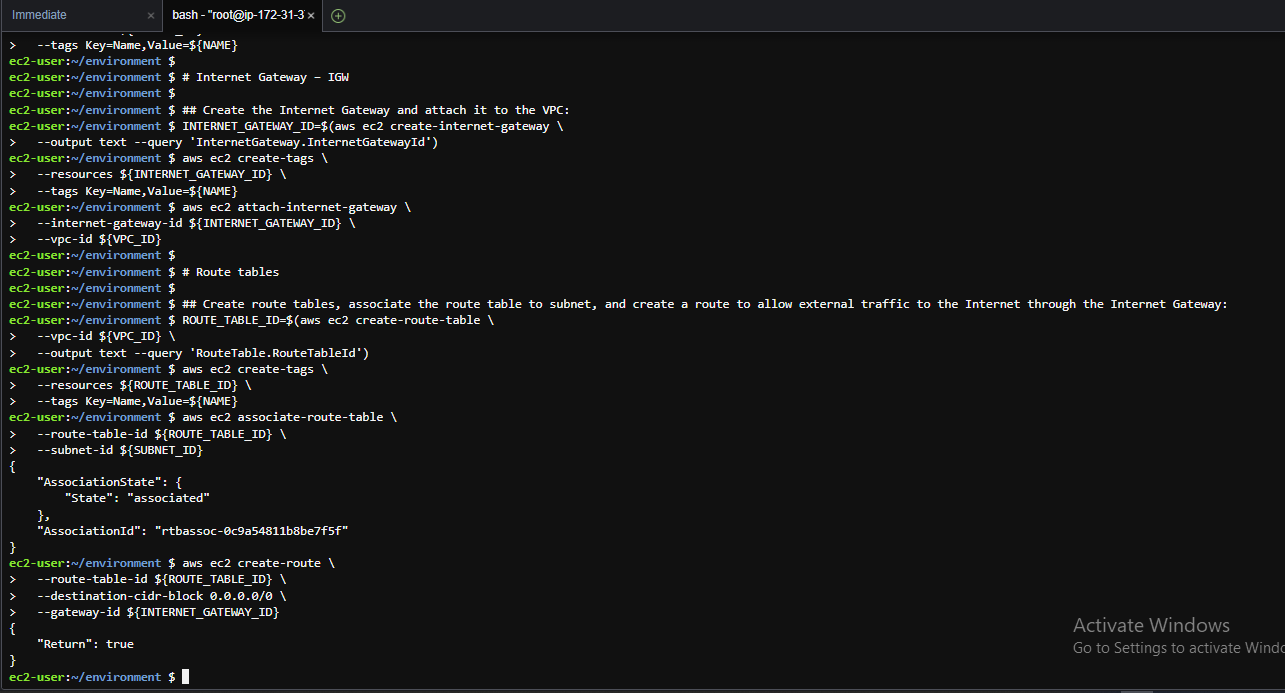 Immediate × bash - "root@ip-172-31-3 ×
>   --tags Key=Name,Value=${NAME}
ec2-user:~/environment $
ec2-user:~/environment $ # Internet Gateway – IGW
ec2-user:~/environment $
ec2-user:~/environment $ ## Create the Internet Gateway and attach it to the VPC:
ec2-user:~/environment $ INTERNET_GATEWAY_ID=$(aws ec2 create-internet-gateway \
>   --output text --query 'InternetGateway.InternetGatewayId')
ec2-user:~/environment $ aws ec2 create-tags \
>   --resources ${INTERNET_GATEWAY_ID} \
>   --tags Key=Name,Value=${NAME}
ec2-user:~/environment $ aws ec2 attach-internet-gateway \
>   --internet-gateway-id ${INTERNET_GATEWAY_ID} \
>   --vpc-id ${VPC_ID}
ec2-user:~/environment $
ec2-user:~/environment $ # Route tables
ec2-user:~/environment $
ec2-user:~/environment $ ## Create route tables, associate the route table to subnet, and create a route to allow external traffic to the Internet through the Internet Gateway:
ec2-user:~/environment $ ROUTE_TABLE_ID=$(aws ec2 create-route-table \
>   --vpc-id ${VPC_ID} \
>   --output text --query 'RouteTable.RouteTableId')
ec2-user:~/environment $ aws ec2 create-tags \
>   --resources ${ROUTE_TABLE_ID} \
>   --tags Key=Name,Value=${NAME}
ec2-user:~/environment $ aws ec2 associate-route-table \
>   --route-table-id ${ROUTE_TABLE_ID} \
>   --subnet-id ${SUBNET_ID}
{
    "AssociationState": {
        "State": "associated"
    },
    "AssociationId": "rtbassoc-0c9a54811b8be7f5f"
}
ec2-user:~/environment $ aws ec2 create-route \
>   --route-table-id ${ROUTE_TABLE_ID} \
>   --destination-cidr-block 0.0.0.0/0 \
>   --gateway-id ${INTERNET_GATEWAY_ID}
{
    "Return": true
}
ec2-user:~/environment $
Activate Windows
Go to Settings to activate Windo